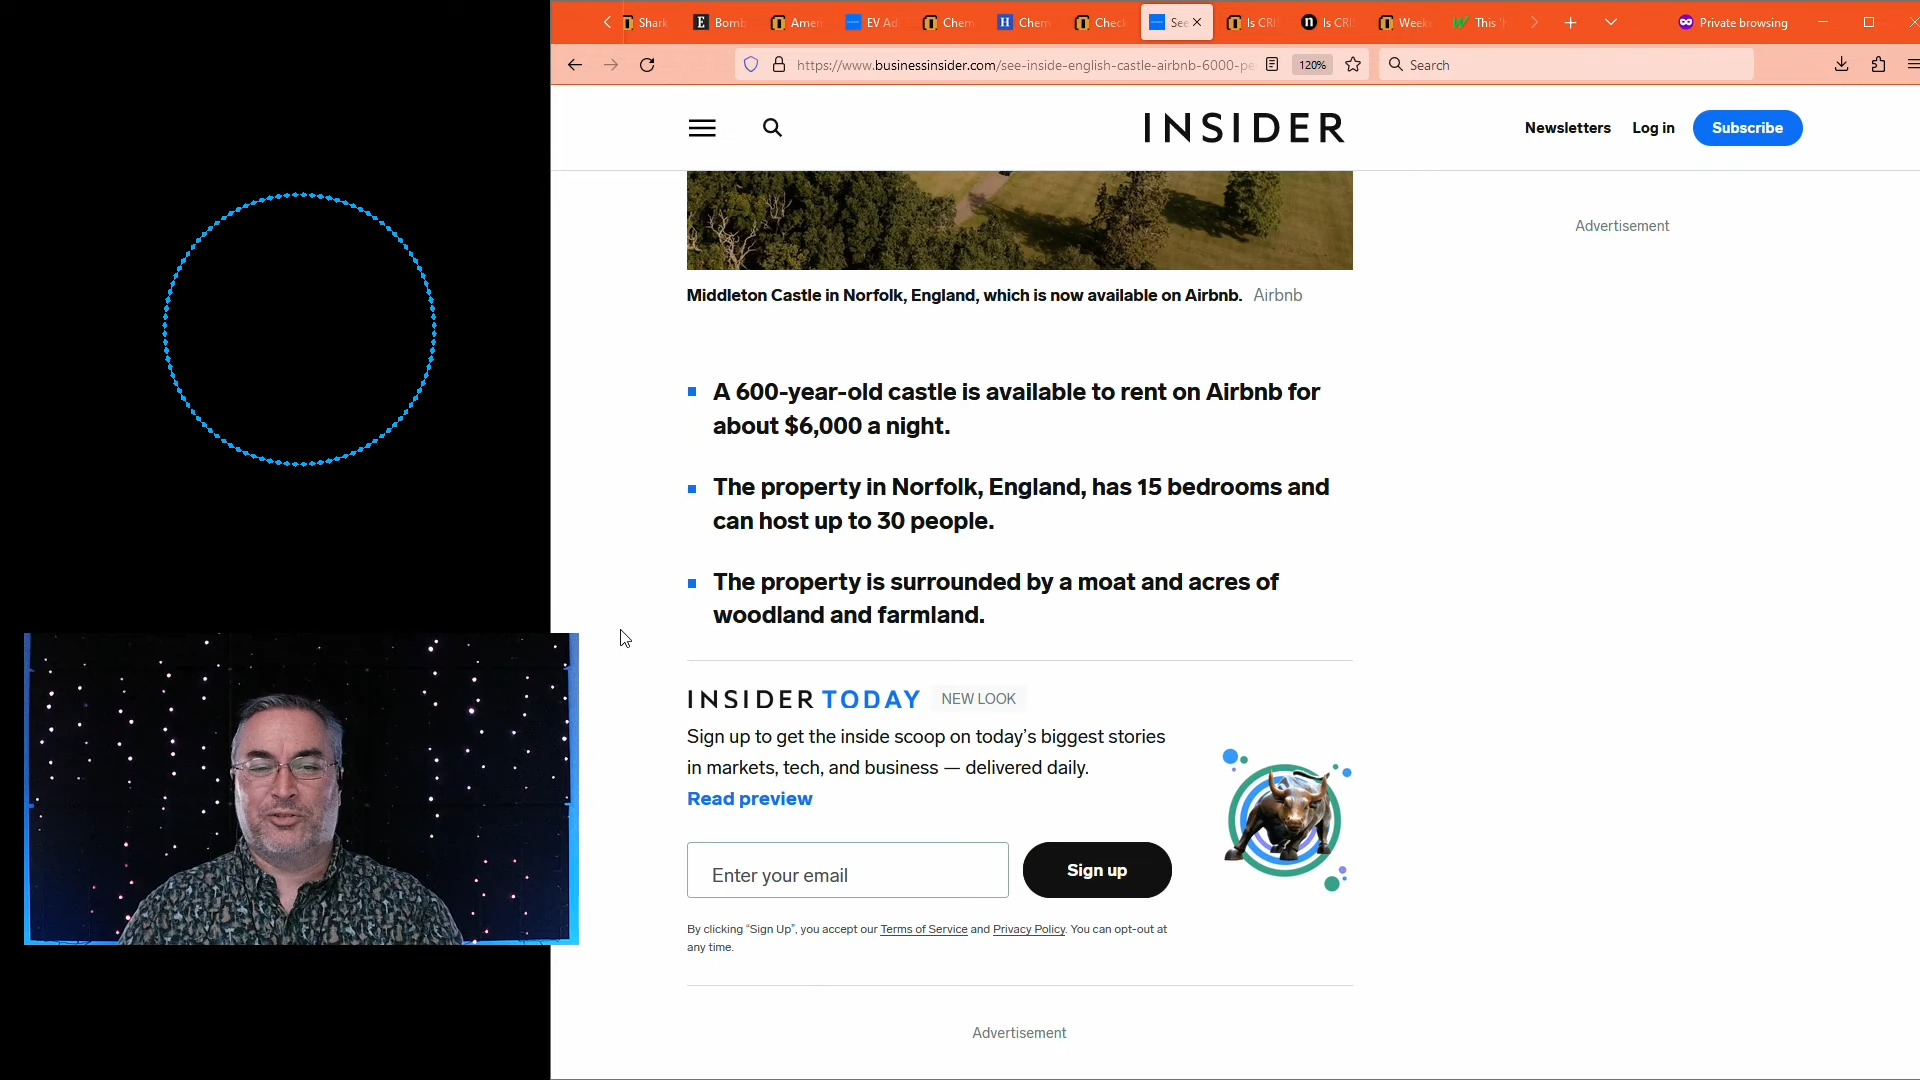 Shark
Bomb
Amer
EV Ad
Chem
Chem
Check
See
Is CRI
Is CRI
Week
This
Private browsing
https://www.businessinsider.com/see-inside-english-castle-airbnb-6000-pe
120%
Search
INSIDER
Newsletters
Log in
Subscribe
Advertisement
Middleton Castle in Norfolk, England, which is now available on Airbnb. Airbnb
A 600-year-old castle is available to rent on Airbnb for
about $6,000 a night.
The property in Norfolk, England, has 15 bedrooms and
can host up to 30 people.
The property is surrounded by a moat and acres of
woodland and farmland.
INSIDER TODAY NEW LOOK
Sign up to get the inside scoop on today's biggest stories
in markets, tech, and business — delivered daily.
Read preview
Enter your email
Sign up
By clicking “Sign Up”, you accept our Terms of Service and Privacy Policy. You can opt-out at
any time.
Advertisement